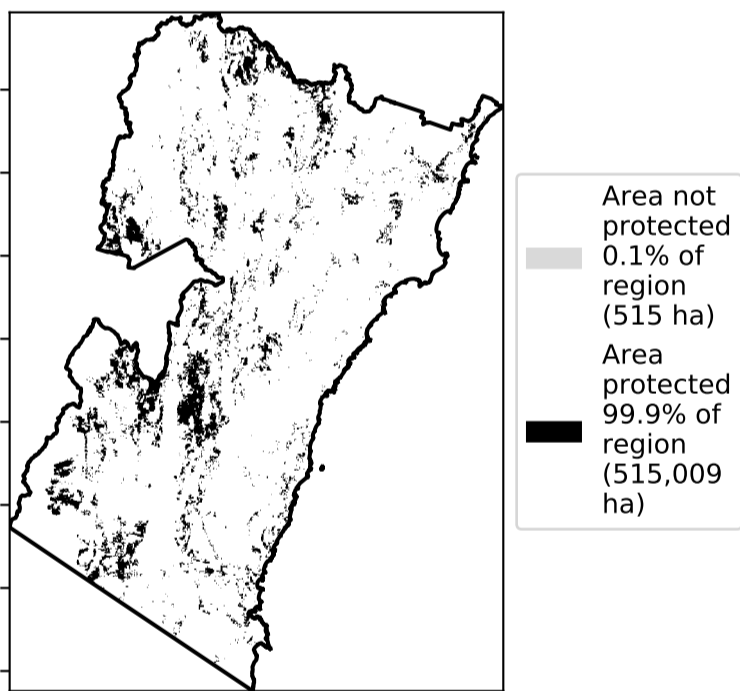 Area not
protected
0.1% of
region
(515 ha)
Area
protected
99.9% of
region
(515,009
ha)